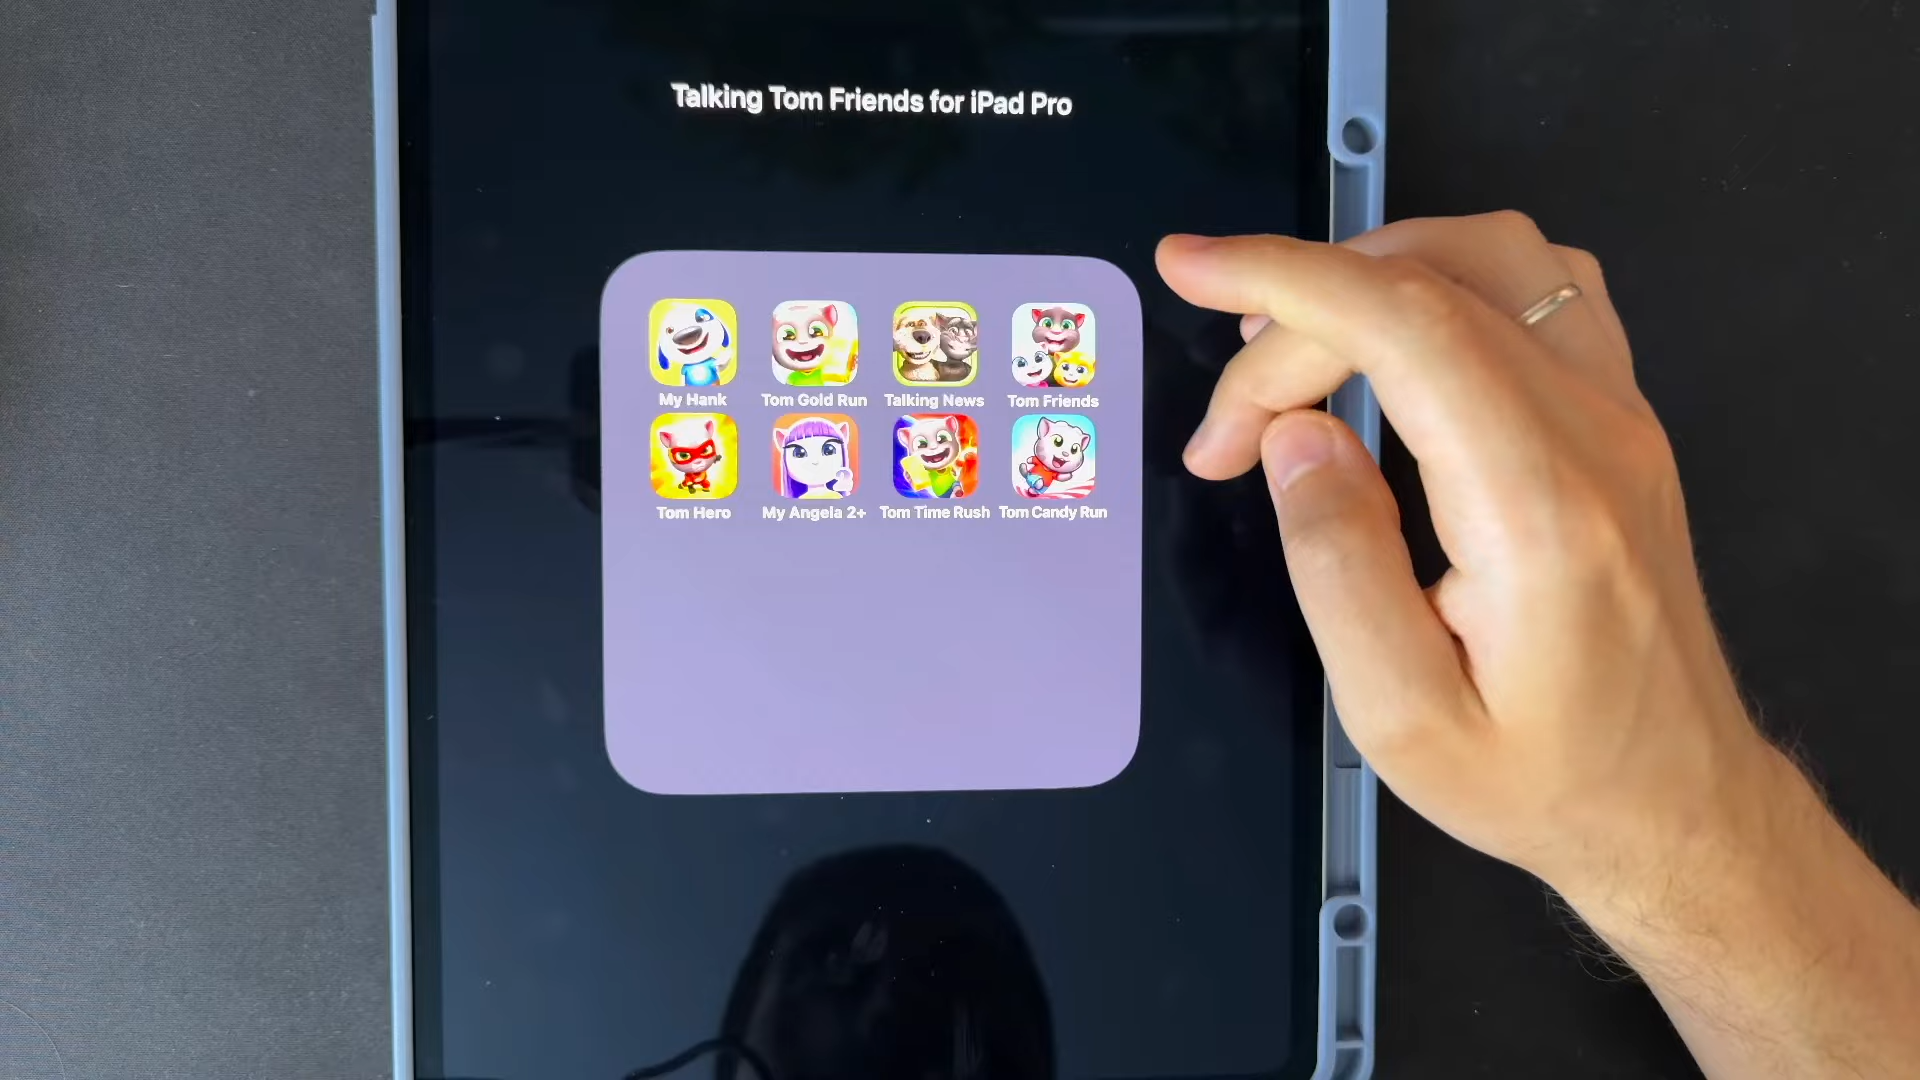 Talking Tom Friends for iPad Pro
My Hank
Tom Gold Run
Talking News
Tom Friends
Tom Hero
My Angela 2+
Tom Time Rush
Tom Candy Run